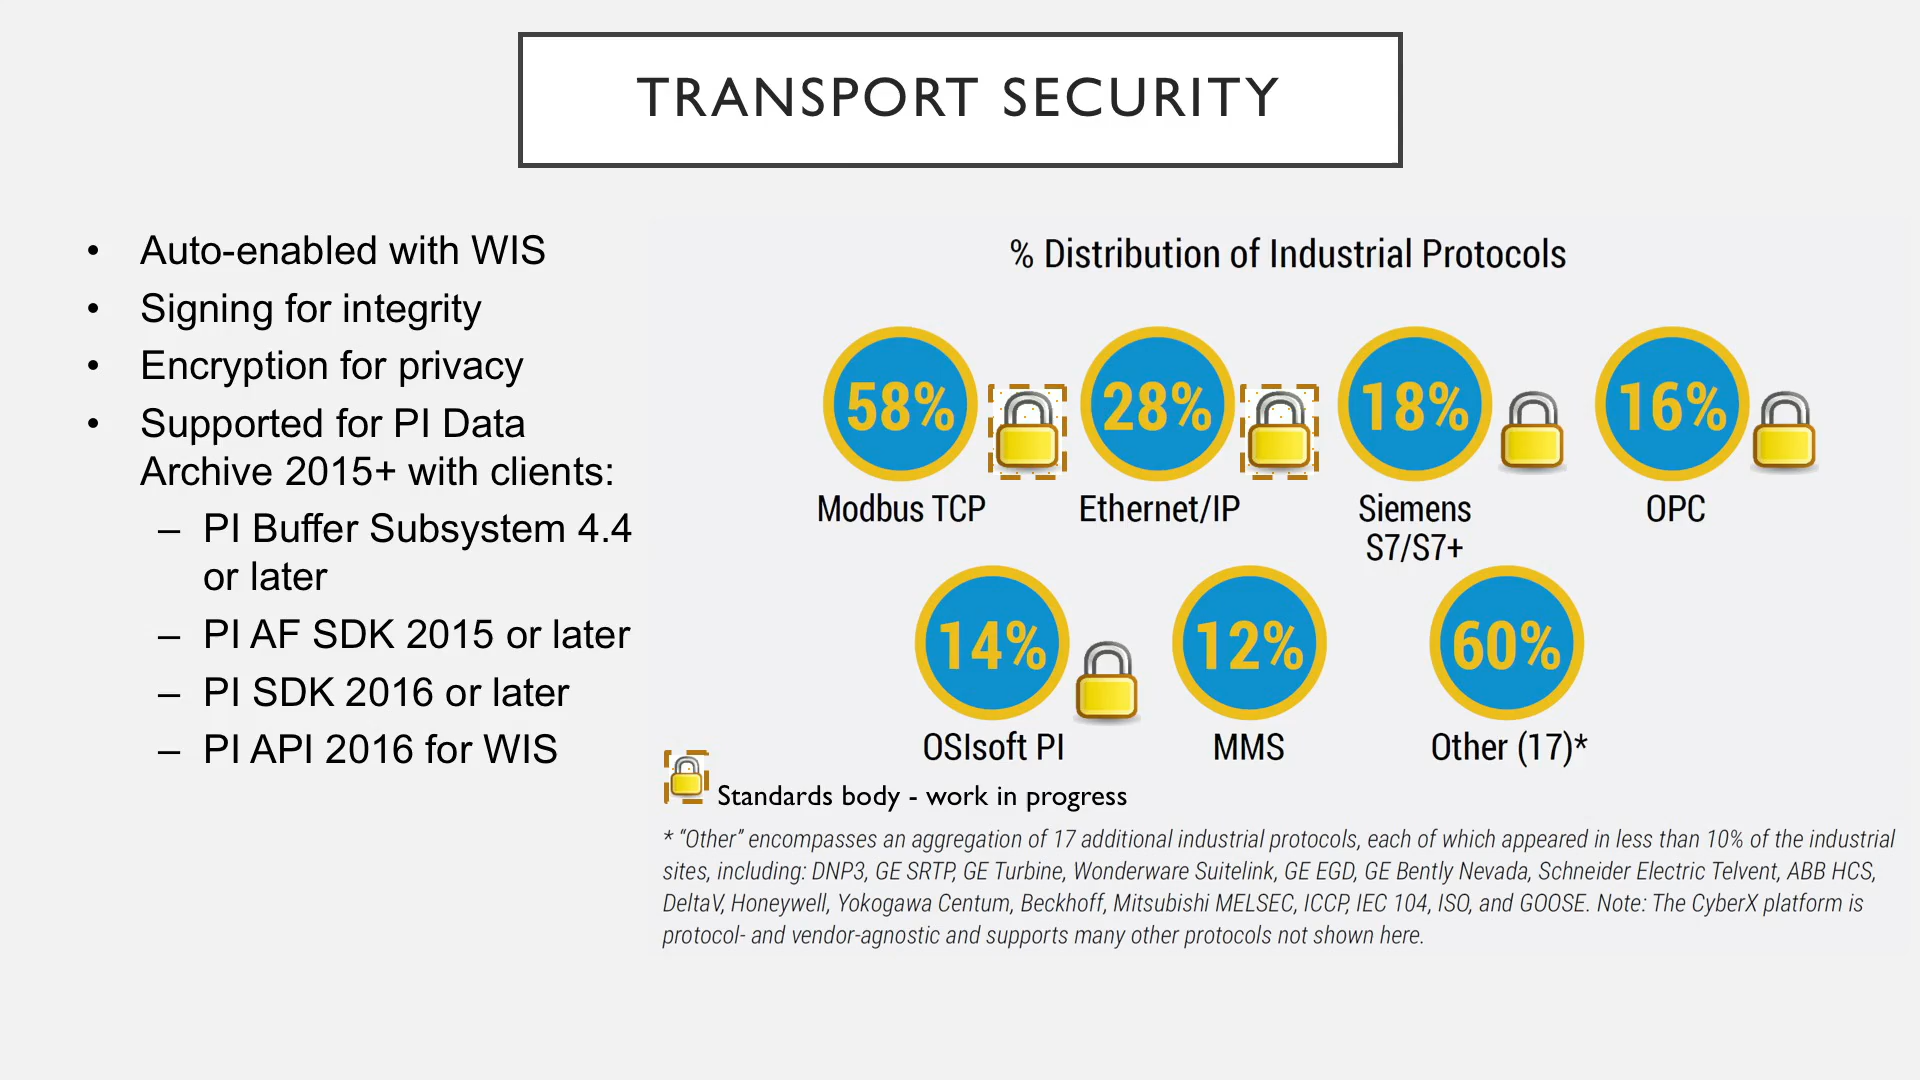 TRANSPORT SECURITY
• Auto-enabled with WIS
• Signing for integrity
• Encryption for privacy
• Supported for PI Data
Archive 2015+ with clients:
– PI Buffer Subsystem 4.4
or later
– PI AF SDK 2015 or later
– PI SDK 2016 or later
– PI API 2016 for WIS
% Distribution of Industrial Protocols
58% 28% 18% 16%
Modbus TCP Ethernet/IP Siemens OPC
S7/S7+
14% 12% 60%
OSIsoft PI MMS Other (17)*
Standards body - work in progress
* “Other” encompasses an aggregation of 17 additional industrial protocols, each of which appeared in less than 10% of the industrial
sites, including: DNP3, GE SRTP, GE Turbine, Wonderware Suitelink, GE EGD, GE Bently Nevada, Schneider Electric Telvent, ABB HCS,
DeltaV, Honeywell, Yokogawa Centum, Beckhoff, Mitsubishi MELSEC, ICCP, IEC 104, ISO, and GOOSE. Note: The CyberX platform is
protocol- and vendor-agnostic and supports many other protocols not shown here.